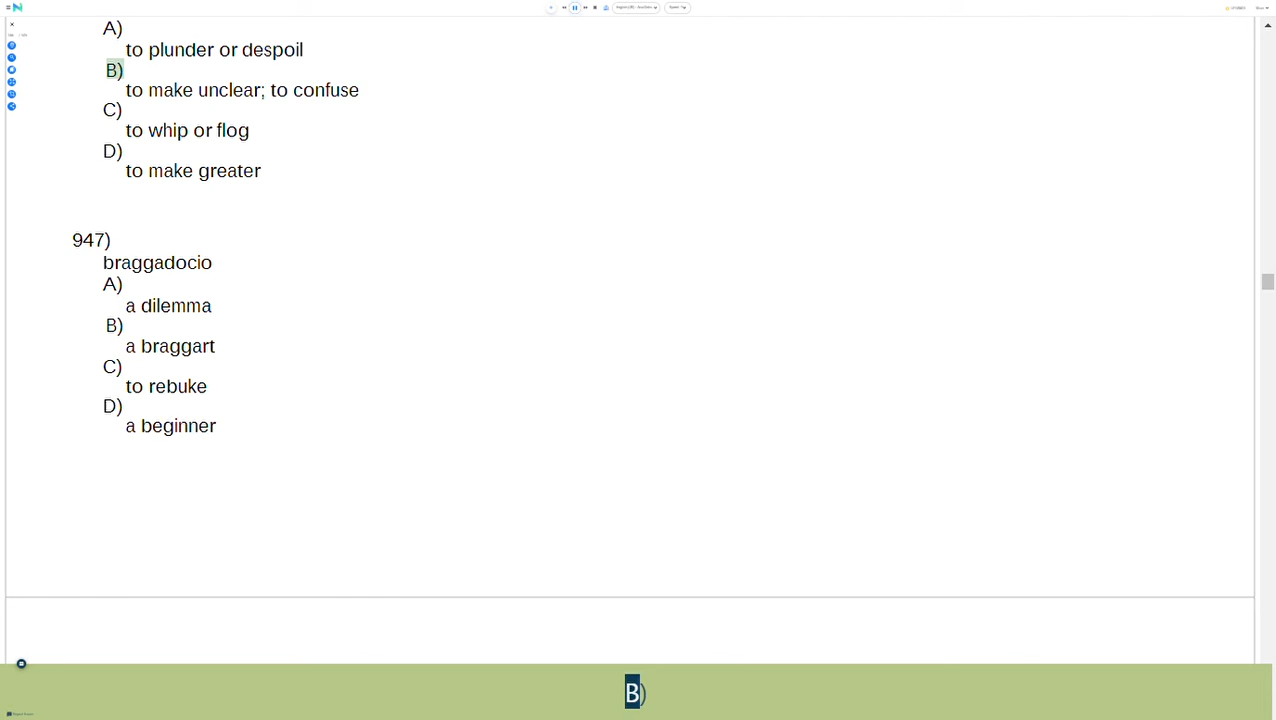 A)
to plunder or despoil
B)
to make unclear; to confuse
C)
to whip or flog
D)
to make greater
947)
braggadocio
A)
a dilemma
B)
a braggart
C)
to rebuke
D)
a beginner
B)